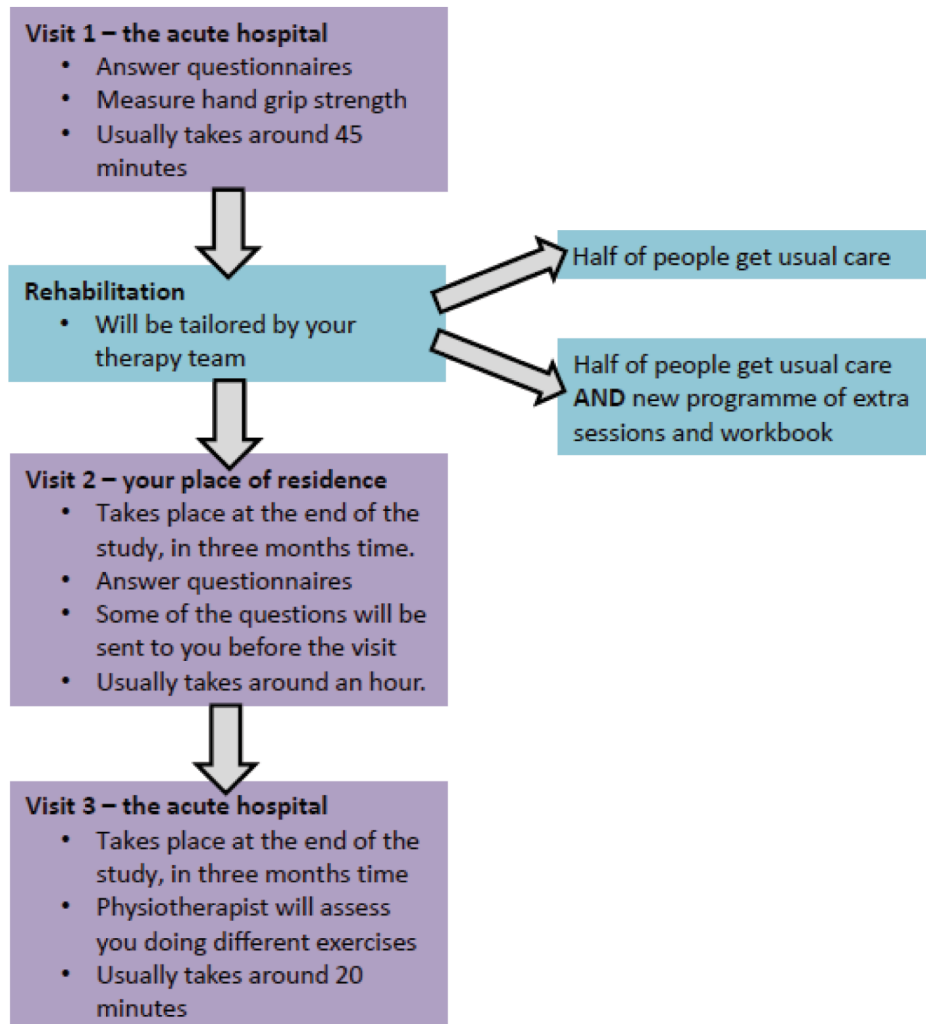 Visit 1 – the acute hospital
• Answer questionnaires
• Measure hand grip strength
• Usually takes around 45
minutes
Rehabilitation
• Will be tailored by your
therapy team
Half of people get usual care
Half of people get usual care
AND new programme of extra
sessions and workbook
Visit 2 – your place of residence
• Takes place at the end of the
study, in three months time.
• Answer questionnaires
• Some of the questions will be
sent to you before the visit
• Usually takes around an hour.
Visit 3 – the acute hospital
• Takes place at the end of the
study, in three months time
• Physiotherapist will assess
you doing different exercises
• Usually takes around 20
minutes